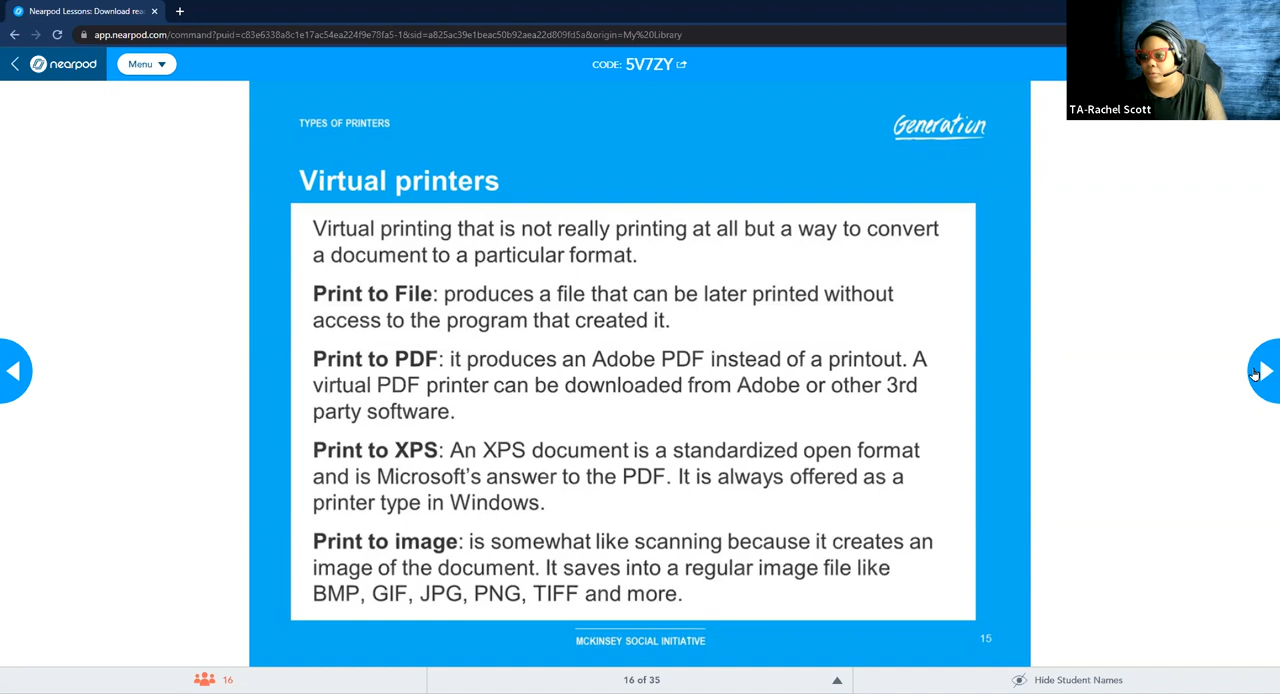 Nearpod Lessons: Download rea
app.nearpod.com/command?puid=c83e6338a8c1e17ac54ea224f9e78fa5-1&sid=a825ac39e1beac50b92aea22d809fd5a&origin=My%20Library
nearpod
Menu
CODE: 5V7ZY
TA-Rachel Scott
TYPES OF PRINTERS
Generation
Virtual printers
Virtual printing that is not really printing at all but a way to convert
a document to a particular format.
Print to File: produces a file that can be later printed without
access to the program that created it.
Print to PDF: it produces an Adobe PDF instead of a printout. A
virtual PDF printer can be downloaded from Adobe or other 3rd
party software.
Print to XPS: An XPS document is a standardized open format
and is Microsoft's answer to the PDF. It is always offered as a
printer type in Windows.
Print to image: is somewhat like scanning because it creates an
image of the document. It saves into a regular image file like
BMP, GIF, JPG, PNG, TIFF and more.
MCKINSEY SOCIAL INITIATIVE
15
16
16 of 35
Hide Student Names